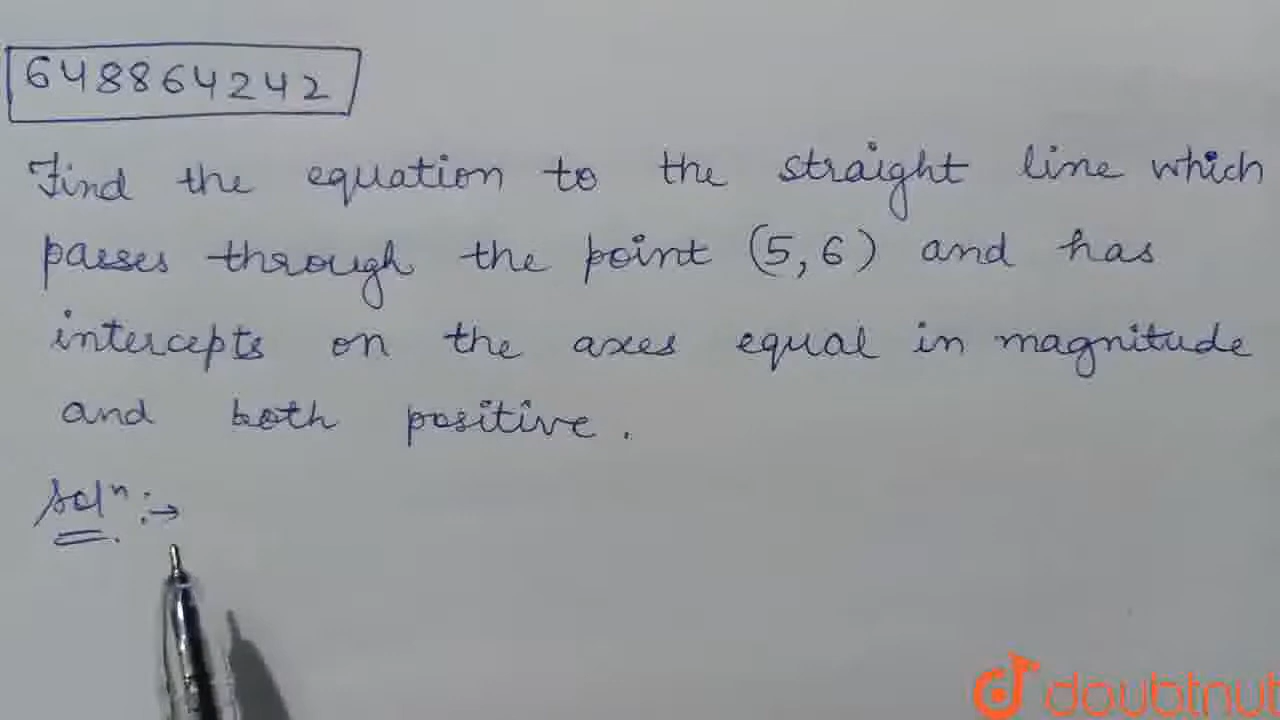 648864242
Find the equation to the straight line which
passes through the point (5,6) and has
intercepts on the axes equal in magnitude
and both positive.
Solⁿ :→
doubtnut